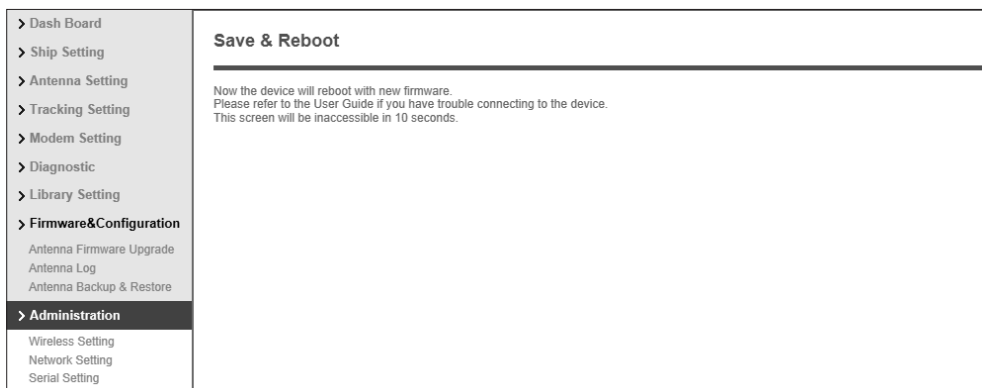 Dash Board
Ship Setting
Antenna Setting
Tracking Setting
Modem Setting
Diagnostic
Library Setting
Firmware&Configuration
Antenna Firmware Upgrade
Antenna Log
Antenna Backup & Restore
Administration
Wireless Setting
Network Setting
Serial Setting
Save & Reboot
Now the device will reboot with new firmware.
Please refer to the User Guide if you have trouble connecting to the device.
This screen will be inaccessible in 10 seconds.